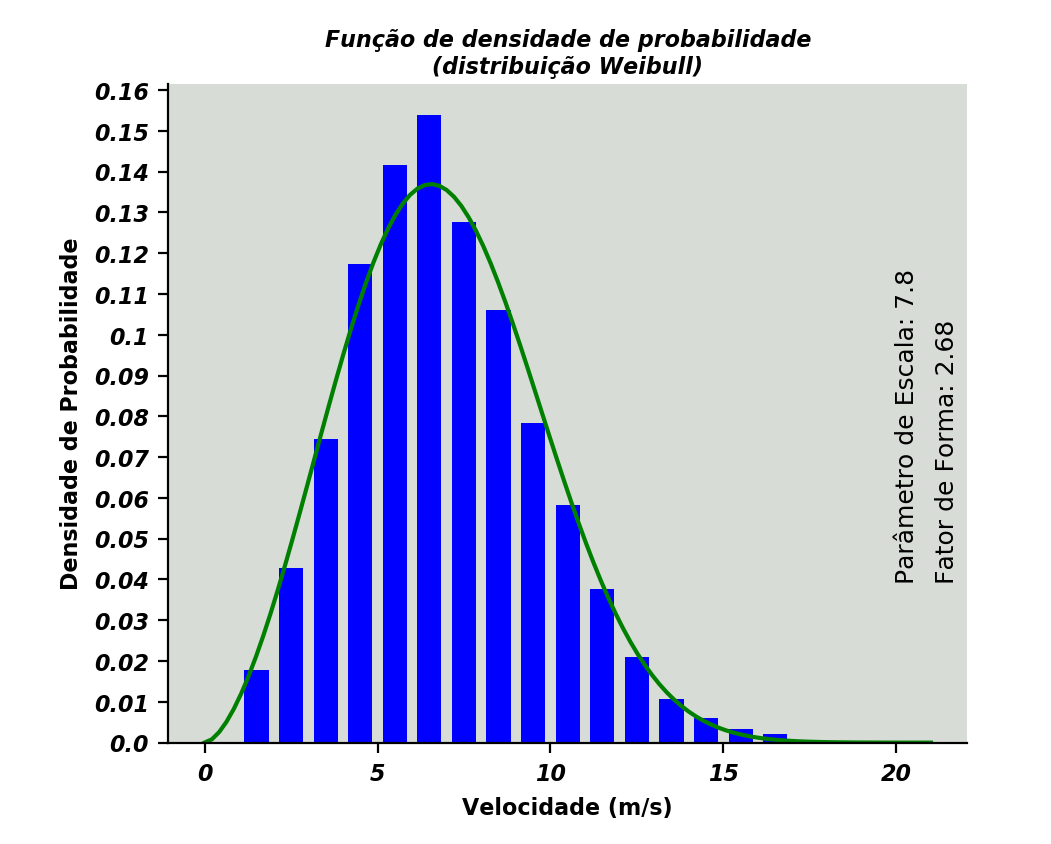 Função de densidade de probabilidade
(distribuição Weibull)
0.16
0.15
0.14
0.13
0.12
0.11
0.1
0.09
0.08
0.07
0.06
0.05
0.04
0.03
0.02
0.01
0.0
Densidade de Probabilidade
Parâmetro de Escala: 7.8
Fator de Forma: 2.68
0 5 10 15 20
Velocidade (m/s)